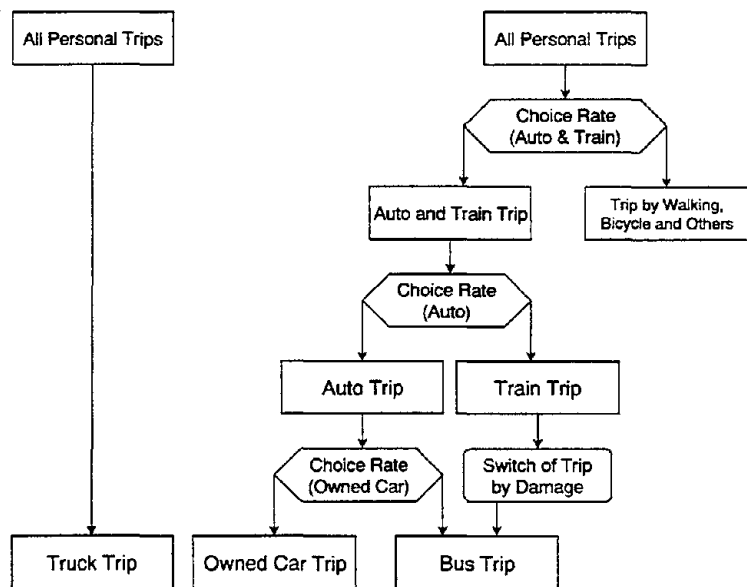 All Personal Trips
All Personal Trips
Choice Rate
(Auto & Train)
Auto and Train Trip
Trip by Walking,
Bicycle and Others
Choice Rate
(Auto)
Auto Trip
Train Trip
Choice Rate
(Owned Car)
Switch of Trip
by Damage
Truck Trip
Owned Car Trip
Bus Trip